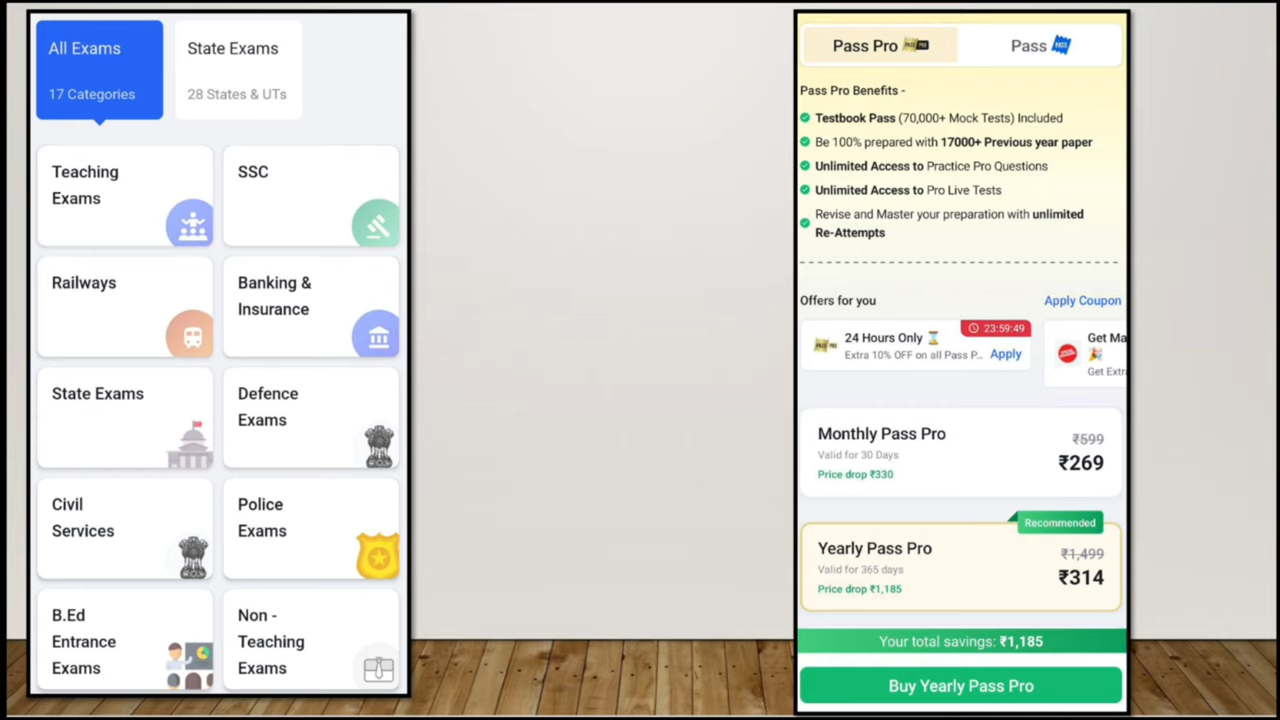 All Exams
17 Categories
State Exams
28 States & UTs
Teaching
Exams
SSC
Railways
Banking &
Insurance
State Exams
Defence
Exams
Civil
Services
Police
Exams
B.Ed
Entrance
Exams
Non -
Teaching
Exams
Pass Pro
Pass PASS
Pass Pro Benefits -
Testbook Pass (70,000+ Mock Tests) Included
Be 100% prepared with 17000+ Previous year paper
Unlimited Access to Practice Pro Questions
Unlimited Access to Pro Live Tests
Revise and Master your preparation with unlimited
Re-Attempts
Offers for you
Apply Coupon
23:59:49
24 Hours Only
Extra 10% OFF on all Pass P... Apply
Get Ma
Get Extr
Monthly Pass Pro
₹599
Valid for 30 Days
₹269
Price drop ₹330
Recommended
Yearly Pass Pro
₹1,499
Valid for 365 days
₹314
Price drop ₹1,185
Your total savings: ₹1,185
Buy Yearly Pass Pro